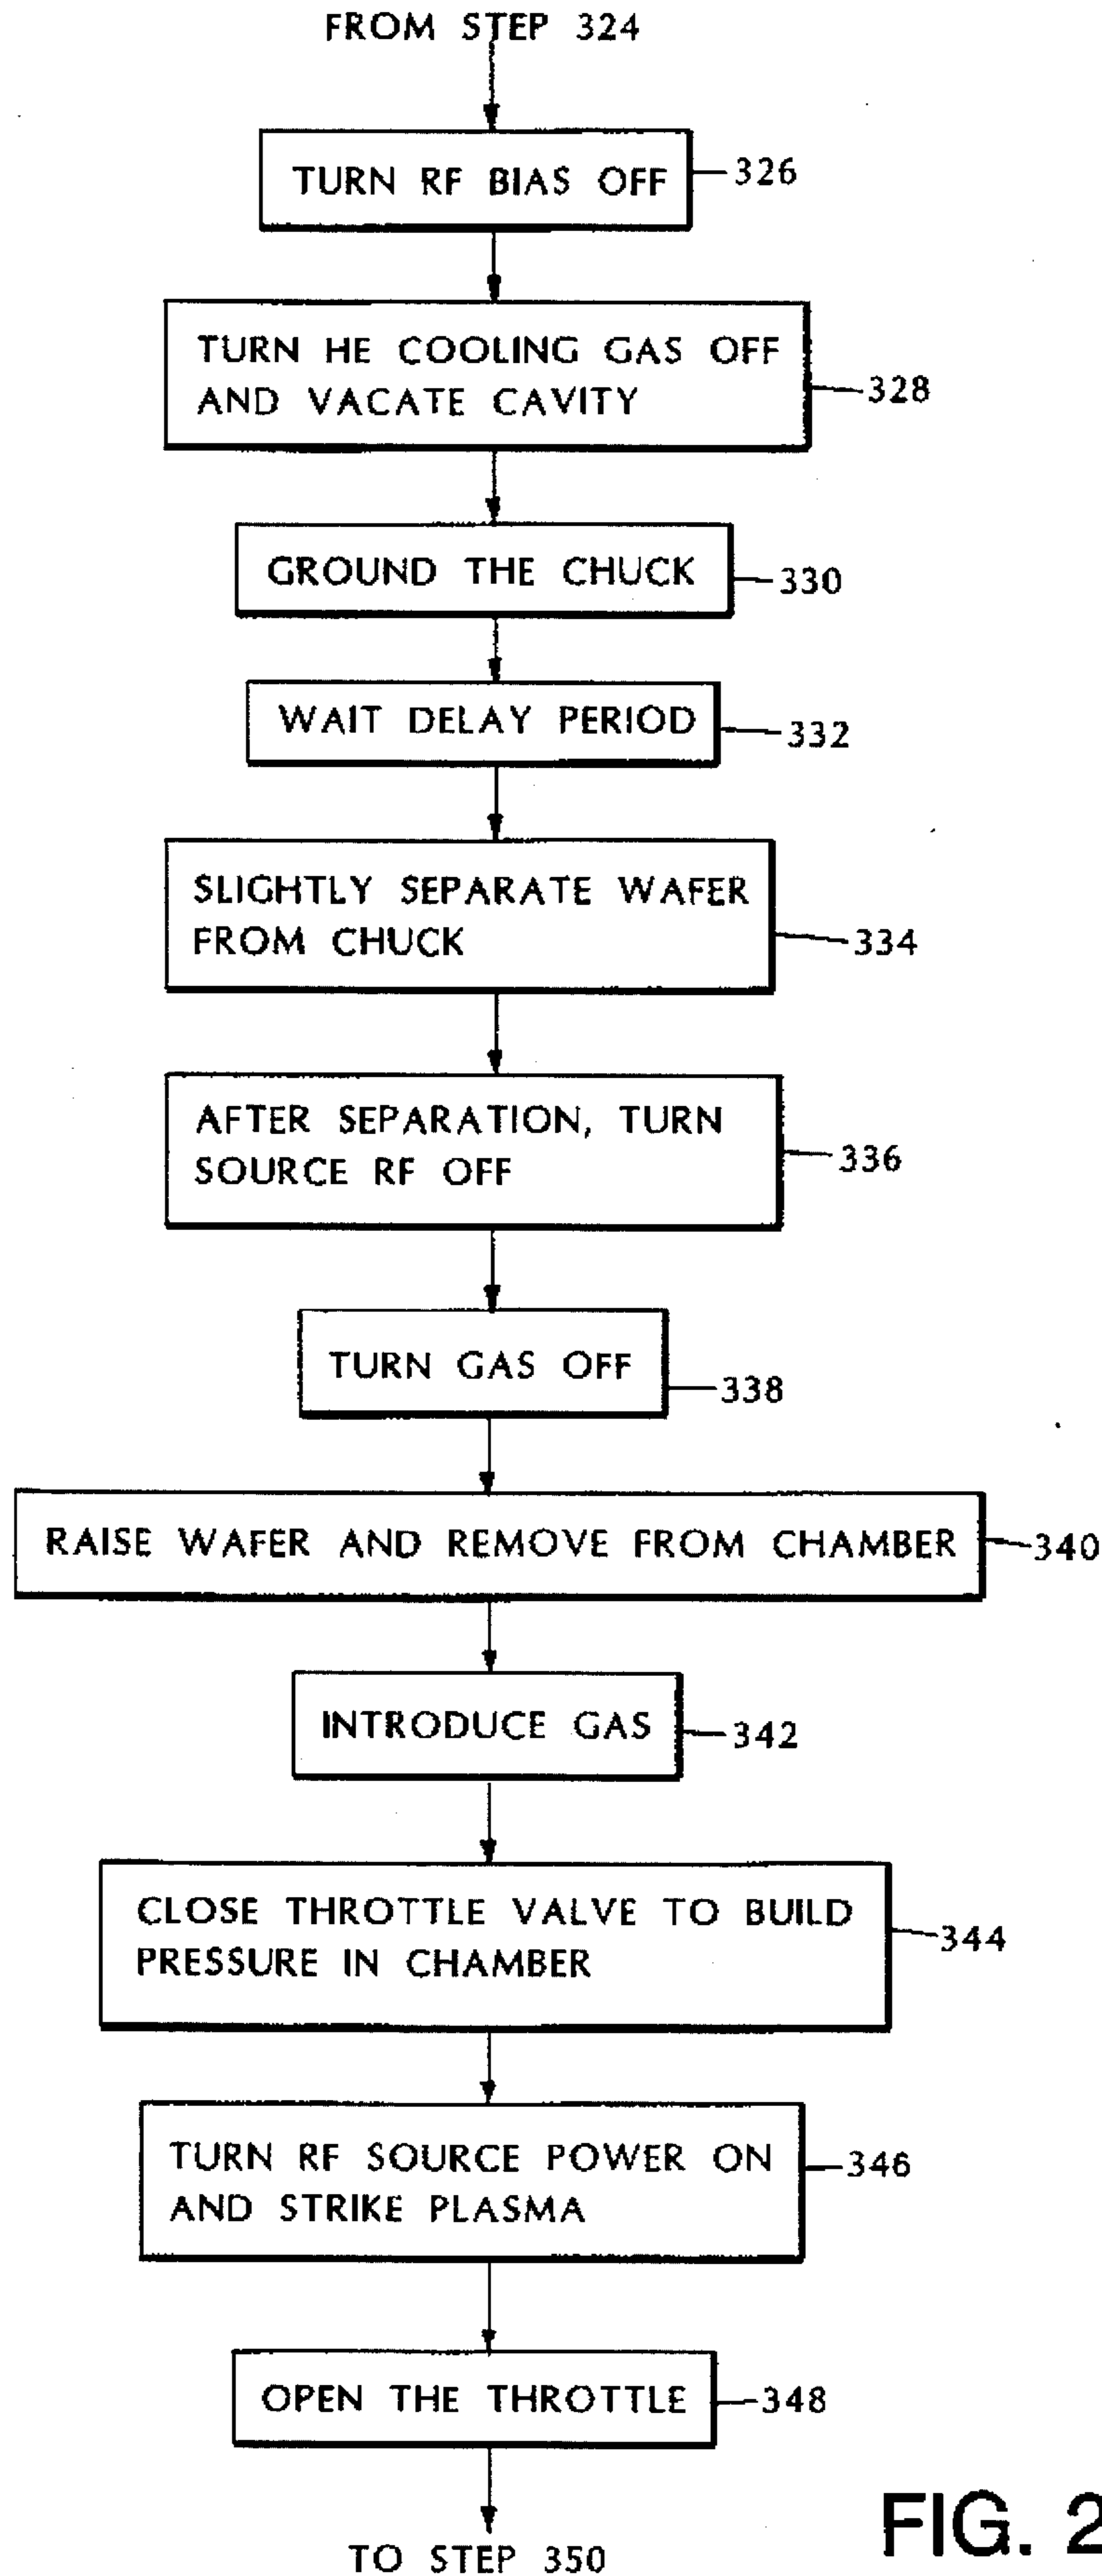 FROM STEP 324
TURN RF BIAS OFF
326
TURN HE COOLING GAS OFF
AND VACATE CAVITY
328
GROUND THE CHUCK
330
WAIT DELAY PERIOD
332
SLIGHTLY SEPARATE WAFER
FROM CHUCK
334
AFTER SEPARATION, TURN
SOURCE RF OFF
336
TURN GAS OFF
338
RAISE WAFER AND REMOVE FROM CHAMBER
340
INTRODUCE GAS
342
CLOSE THROTTLE VALVE TO BUILD
PRESSURE IN CHAMBER
344
TURN RF SOURCE POWER ON
AND STRIKE PLASMA
346
OPEN THE THROTTLE
348
TO STEP 350
FIG. 2